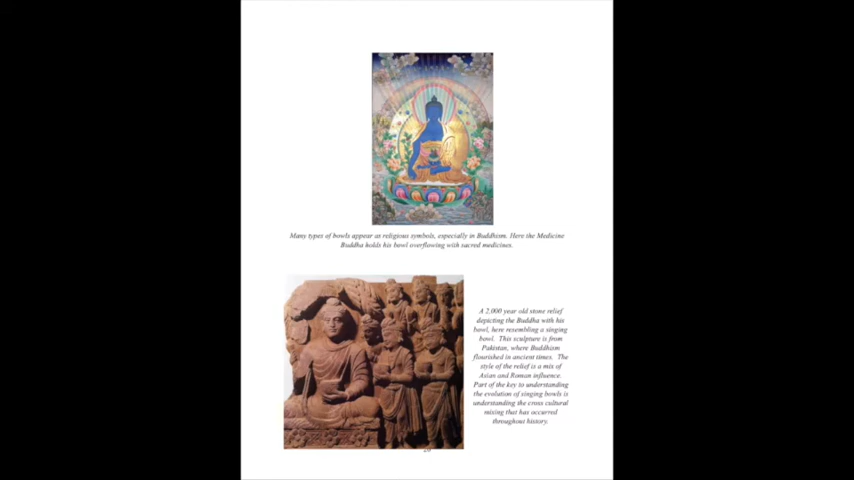 Many types of bowls appear as religious symbols, especially in Buddhism. Here the Medicine
Buddha holds his bowl overflowing with sacred medicines.
A 2,000 year old stone relief
depicting the Buddha with his
bowl, here resembling a singing
bowl. This sculpture is from
Pakistan, where Buddhism
flourished in ancient times. The
style of the relief is a mix of
Asian and Roman influence.
Part of the key to understanding
the evolution of singing bowls is
understanding the cross cultural
mixing that has occurred
throughout history.